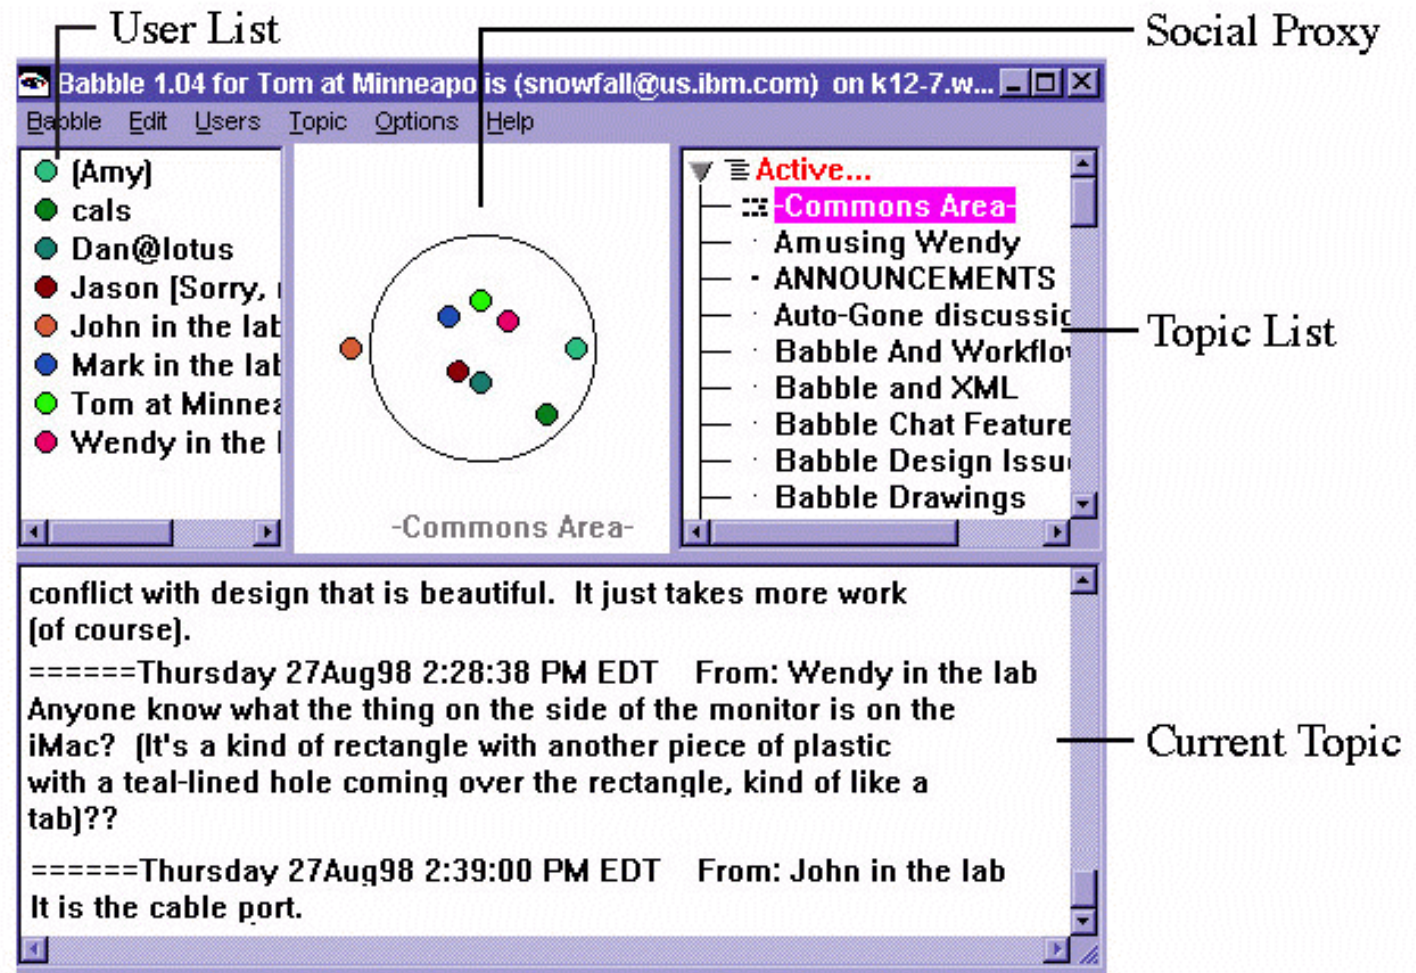 User List
Social Proxy
Babble 1.04 for Tom at Minneapolis (snowfall@us.ibm.com) on k12-7.w...
Babble Edit Users Topic Options Help
(Amy)
cals
Dan@lotus
Jason [Sorry,
John in the lab
Mark in the lab
Tom at Minnea
Wendy in the
-Commons Area-
Active...
-Commons Area-
Amusing Wendy
ANNOUNCEMENTS
Auto-Gone discussic
Babble And Workflow
Babble and XML
Babble Chat Feature
Babble Design Issu
Babble Drawings
Topic List
conflict with design that is beautiful. It just takes more work
(of course).
======Thursday 27Aug98 2:28:38 PM EDT From: Wendy in the lab
Anyone know what the thing on the side of the monitor is on the
iMac? (It's a kind of rectangle with another piece of plastic
with a teal-lined hole coming over the rectangle, kind of like a
tab)??
======Thursday 27Aug98 2:39:00 PM EDT From: John in the lab
It is the cable port.
Current Topic